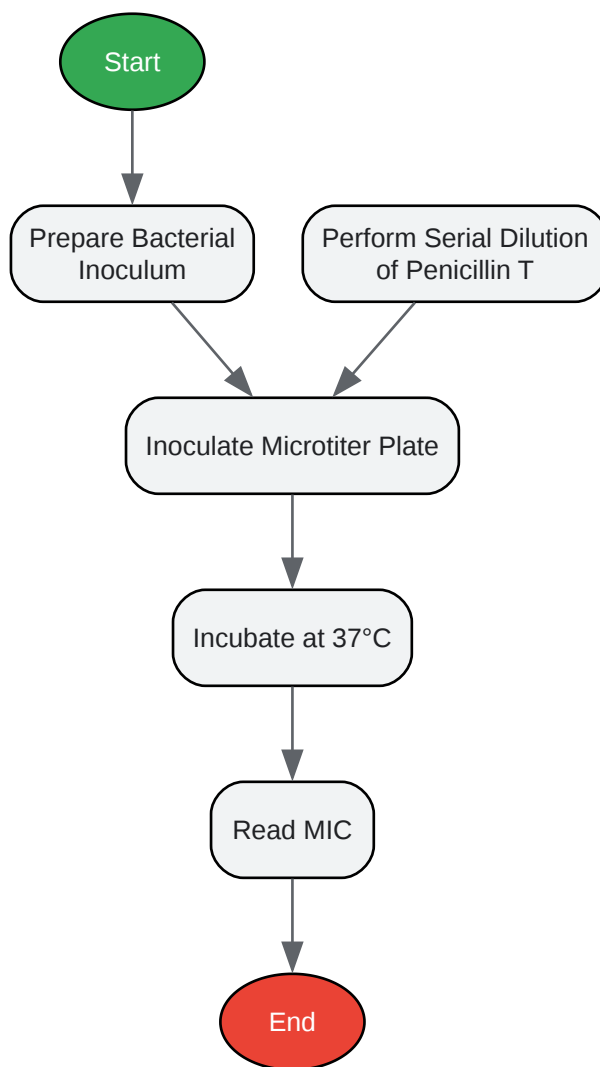 Start
Prepare Bacterial
Inoculum
Perform Serial Dilution
of Penicillin T
Inoculate Microtiter Plate
Incubate at 37°C
Read MIC
End